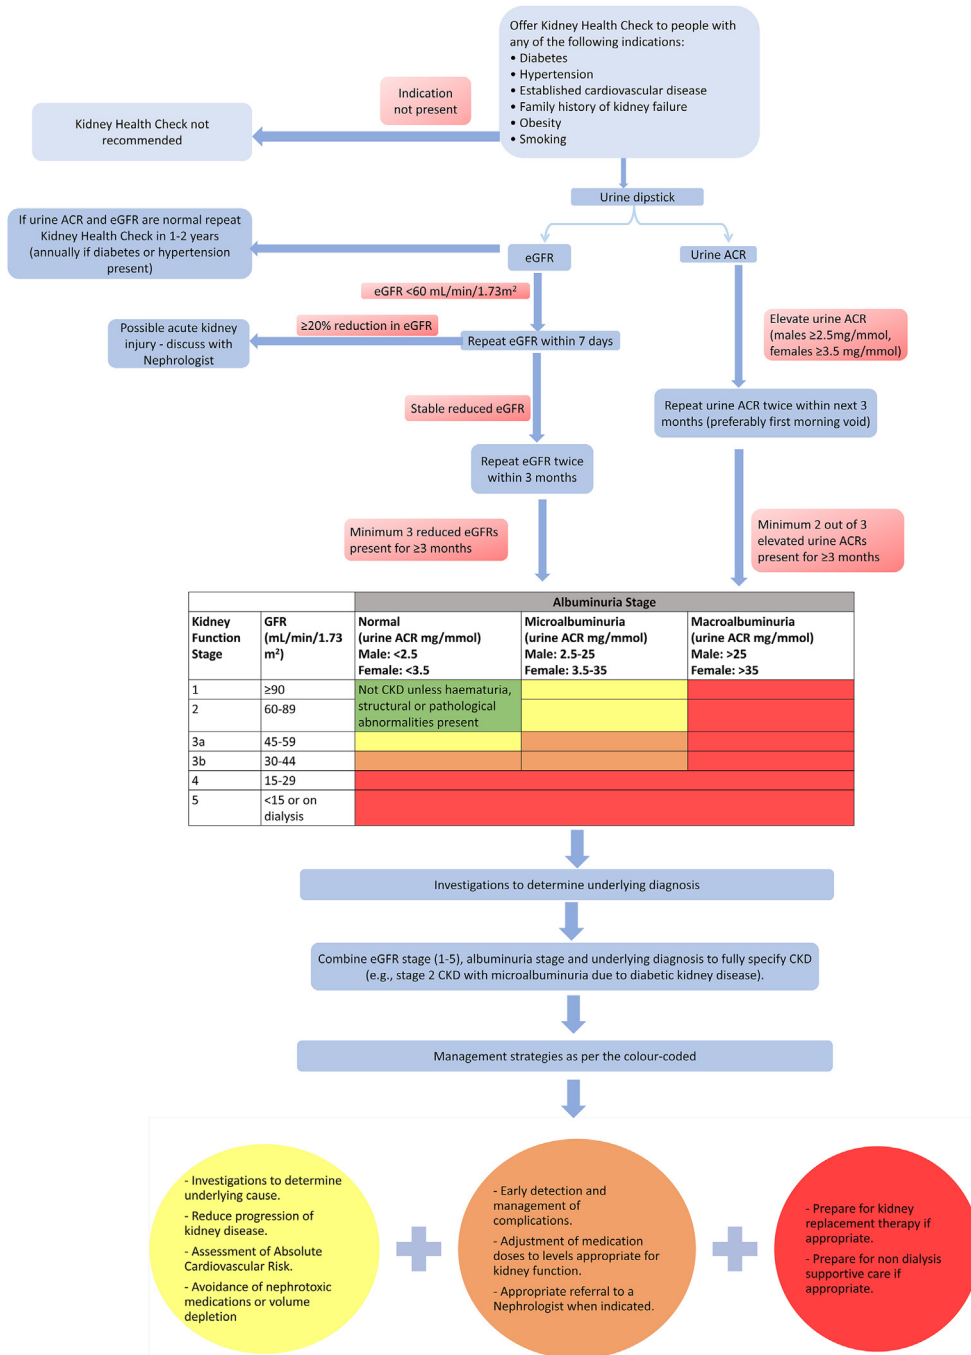 Offer Kidney Health Check to people with
any of the following indications:
• Diabetes
• Hypertension
• Established cardiovascular disease
• Family history of kidney failure
• Obesity
• Smoking
Indication
not present
Kidney Health Check not
recommended
Urine dipstick
If urine ACR and eGFR are normal repeat
Kidney Health Check in 1-2 years
(annually if diabetes or hypertension
present)
eGFR
Urine ACR
eGFR <60 mL/min/1.73m²
≥20% reduction in eGFR
Possible acute kidney
injury - discuss with
Nephrologist
Repeat eGFR within 7 days
Elevate urine ACR
(males ≥2.5mg/mmol,
females ≥3.5 mg/mmol)
Stable reduced eGFR
Repeat urine ACR twice within next 3
months (preferably first morning void)
Repeat eGFR twice
within 3 months
Minimum 3 reduced eGFRs
present for ≥3 months
Minimum 2 out of 3
elevated urine ACRs
present for ≥3 months
Albuminuria Stage
Kidney
Function
Stage
GFR
(mL/min/1.73
m²)
Normal
(urine ACR mg/mmol)
Male: <2.5
Female: <3.5
Microalbuminuria
(urine ACR mg/mmol)
Male: 2.5-25
Female: 3.5-35
Macroalbuminuria
(urine ACR mg/mmol)
Male: >25
Female: >35
1 ≥90
2 60-89
Not CKD unless haematuria,
structural or pathological
abnormalities present
3a 45-59
3b 30-44
4 15-29
5 <15 or on
dialysis
Investigations to determine underlying diagnosis
Combine eGFR stage (1-5), albuminuria stage and underlying diagnosis to fully specify CKD
(e.g., stage 2 CKD with microalbuminuria due to diabetic kidney disease).
Management strategies as per the colour-coded
- Investigations to determine
underlying cause.
- Reduce progression of
kidney disease.
- Assessment of Absolute
Cardiovascular Risk.
- Avoidance of nephrotoxic
medications or volume
depletion
- Early detection and
management of
complications.
- Adjustment of medication
doses to levels appropriate for
kidney function.
- Appropriate referral to a
Nephrologist when indicated.
- Prepare for kidney
replacement therapy if
appropriate.
- Prepare for non dialysis
supportive care if
appropriate.